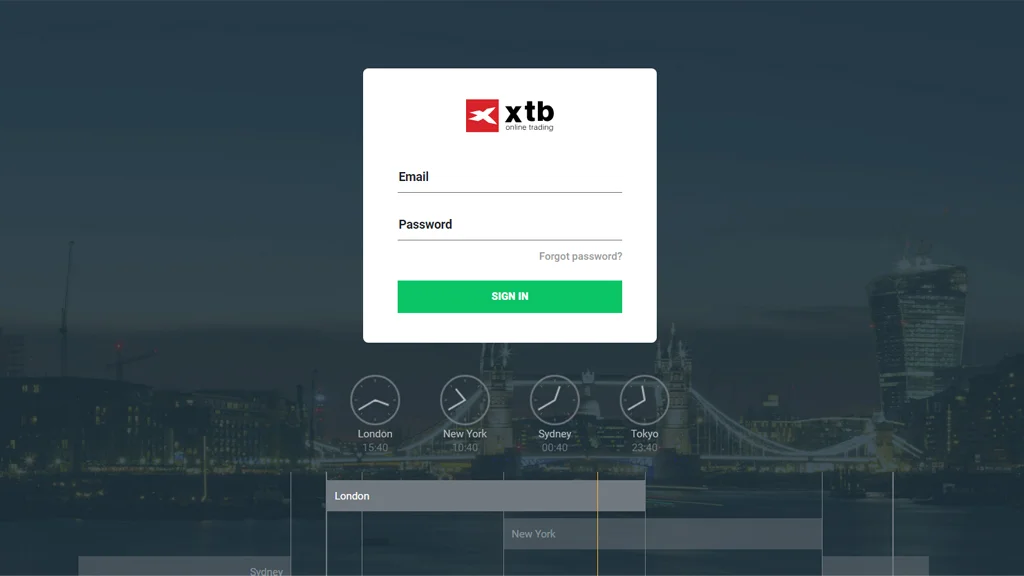 xtb
online trading
Email
Password
Forgot password?
SIGN IN
London New York Sydney Tokyo
15:40 10:40 00:40 23:40
London
New York
Sydney